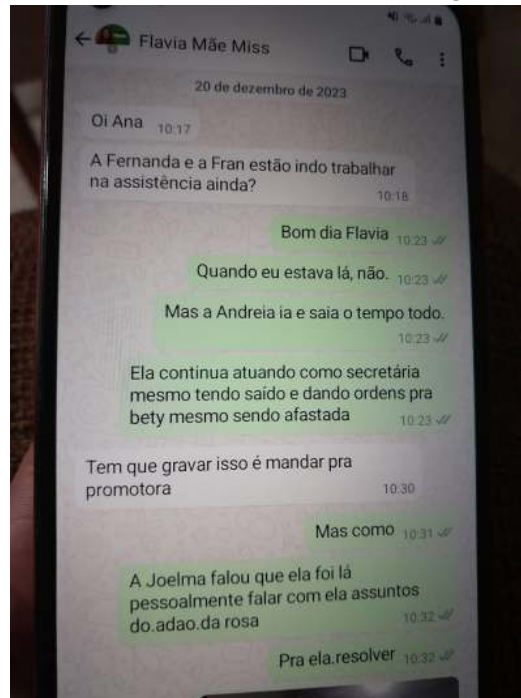 Flavia Mãe Miss
20 de dezembro de 2023
Oi Ana 10:17
A Fernanda e a Fran estão indo trabalhar
na assistência ainda?
10:18
Bom dia Flavia 10:23
Quando eu estava lá, não. 10:23
Mas a Andreia ia e saia o tempo todo.
10:23
Ela continua atuando como secretária
mesmo tendo saído e dando ordens pra
bety mesmo sendo afastada 10:23
Tem que gravar isso é mandar pra
promotora 10:30
Mas como 10:31
A Joelma falou que ela foi lá
pessoalmente falar com ela assuntos
do.adao.da rosa 10:32
Pra ela.resolver 10:32